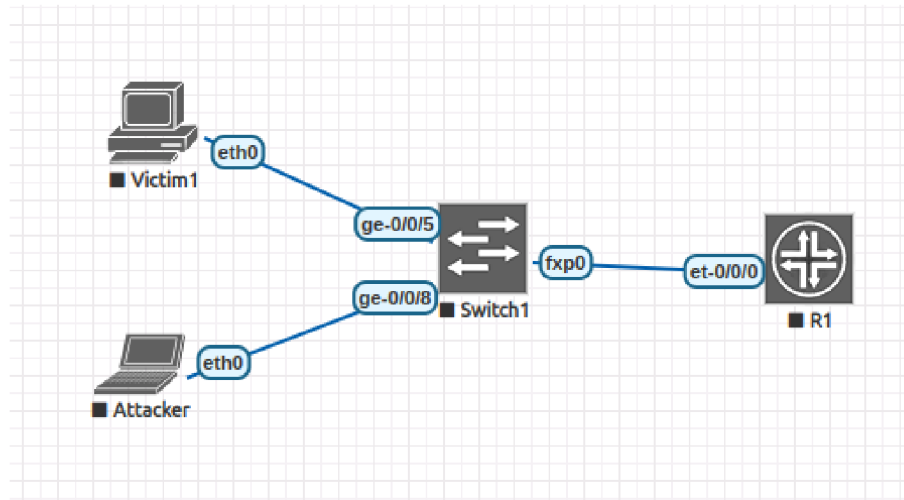 eth0
Victim1
ge-0/0/5
fxp0
et-0/0/0
ge-0/0/8
Switch1
R1
eth0
Attacker